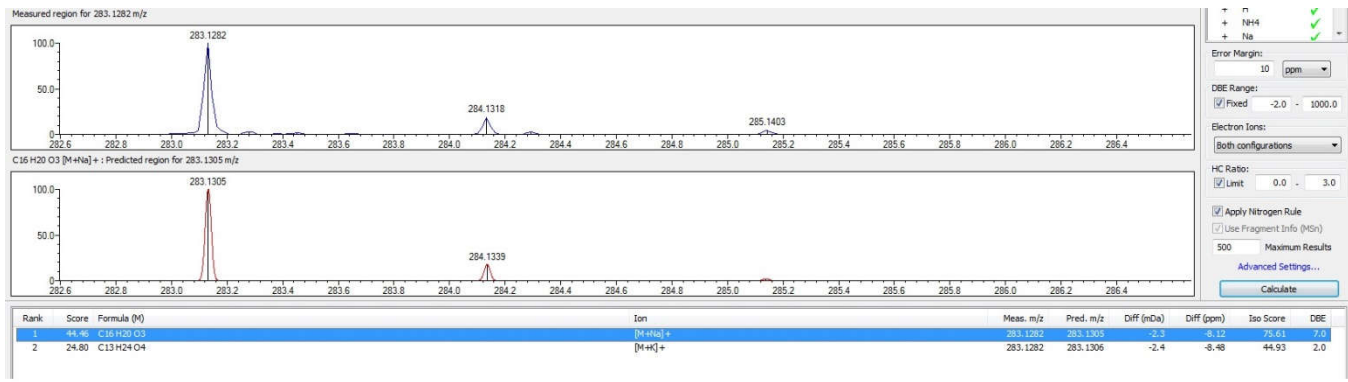 Measured region for 283.1282 m/z
283.1282
100.0
50.0
284.1318
285.1403
0
282.6 282.8 283.0 283.2 283.4 283.6 283.8 284.0 284.2 284.4 284.6 284.8 285.0 285.2 285.4 285.6 285.8 286.0 286.2 286.4
C16 H20 O3 [M+Na]+ : Predicted region for 283.1305 m/z
283.1305
100.0
50.0
284.1339
0
282.6 282.8 283.0 283.2 283.4 283.6 283.8 284.0 284.2 284.4 284.6 284.8 285.0 285.2 285.4 285.6 285.8 286.0 286.2 286.4
+ H
+ NH4
+ Na
Error Margin:
10 ppm
DBE Range:
Fixed -2.0 - 1000.0
Electron Ions:
Both configurations
HC Ratio:
Limit 0.0 - 3.0
Apply Nitrogen Rule
Use Fragment Info (MSn)
500 Maximum Results
Advanced Settings...
Calculate
Rank Score Formula (M) Ion Meas. m/z Pred. m/z Diff (mDa) Diff (ppm) Iso Score DBE
1 44.46 C16 H20 O3 [M+Na]+ 283.1282 283.1305 -2.3 -8.12 75.61 7.0
2 24.80 C13 H24 O4 [M+K]+ 283.1282 283.1306 -2.4 -8.48 44.93 2.0